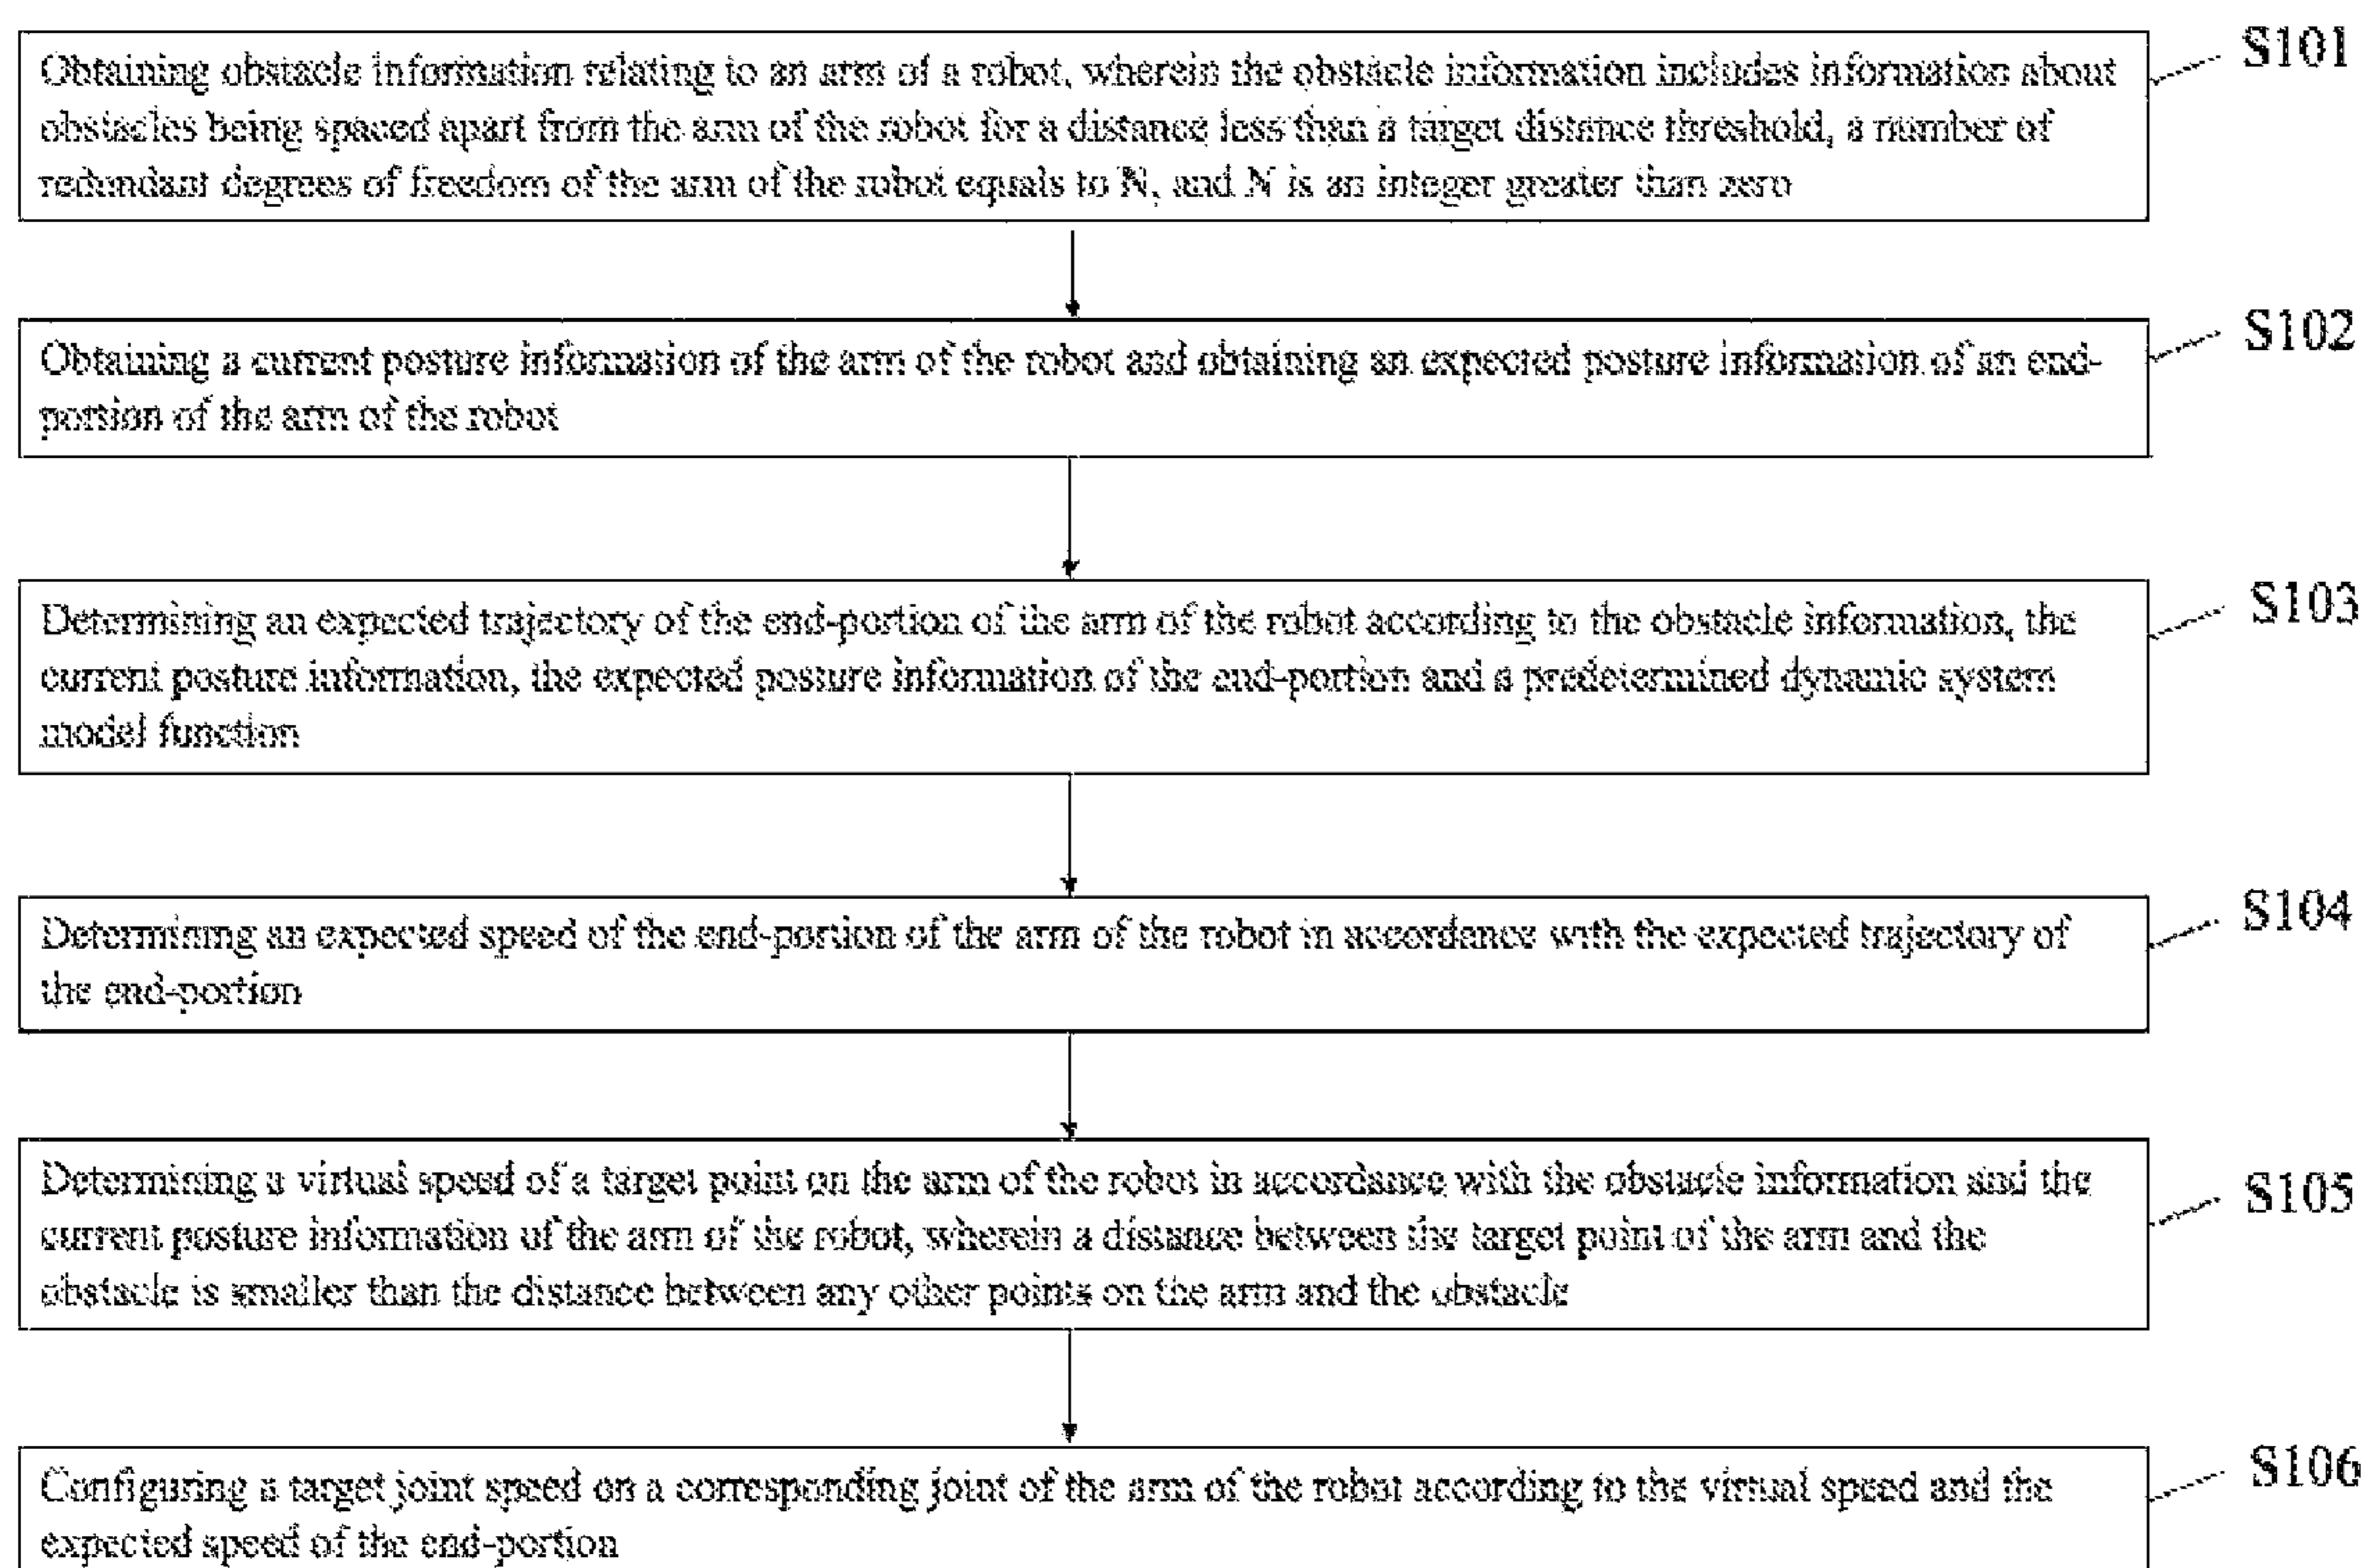 Obtaining obstacle information relating to an arm of a robot, wherein the obstacle information includes information about
obstacles being spaced apart from the arm of the robot for a distance less than a target distance threshold, a number of
redundant degrees of freedom of the arm of the robot equals to N, and N is an integer greater than zero
S101
Obtaining a current posture information of the arm of the robot and obtaining an expected posture information of an end-
portion of the arm of the robot
S102
Determining an expected trajectory of the end-portion of the arm of the robot according to the obstacle information, the
current posture information, the expected posture information of the end-portion and a predetermined dynamic system
model function
S103
Determining an expected speed of the end-portion of the arm of the robot in accordance with the expected trajectory of
the end-portion
S104
Determining a virtual speed of a target point on the arm of the robot in accordance with the obstacle information and the
current posture information of the arm of the robot, wherein a distance between the target point of the arm and the
obstacle is smaller than the distance between any other points on the arm and the obstacle
S105
Configuring a target joint speed on a corresponding joint of the arm of the robot according to the virtual speed and the
expected speed of the end-portion
S106